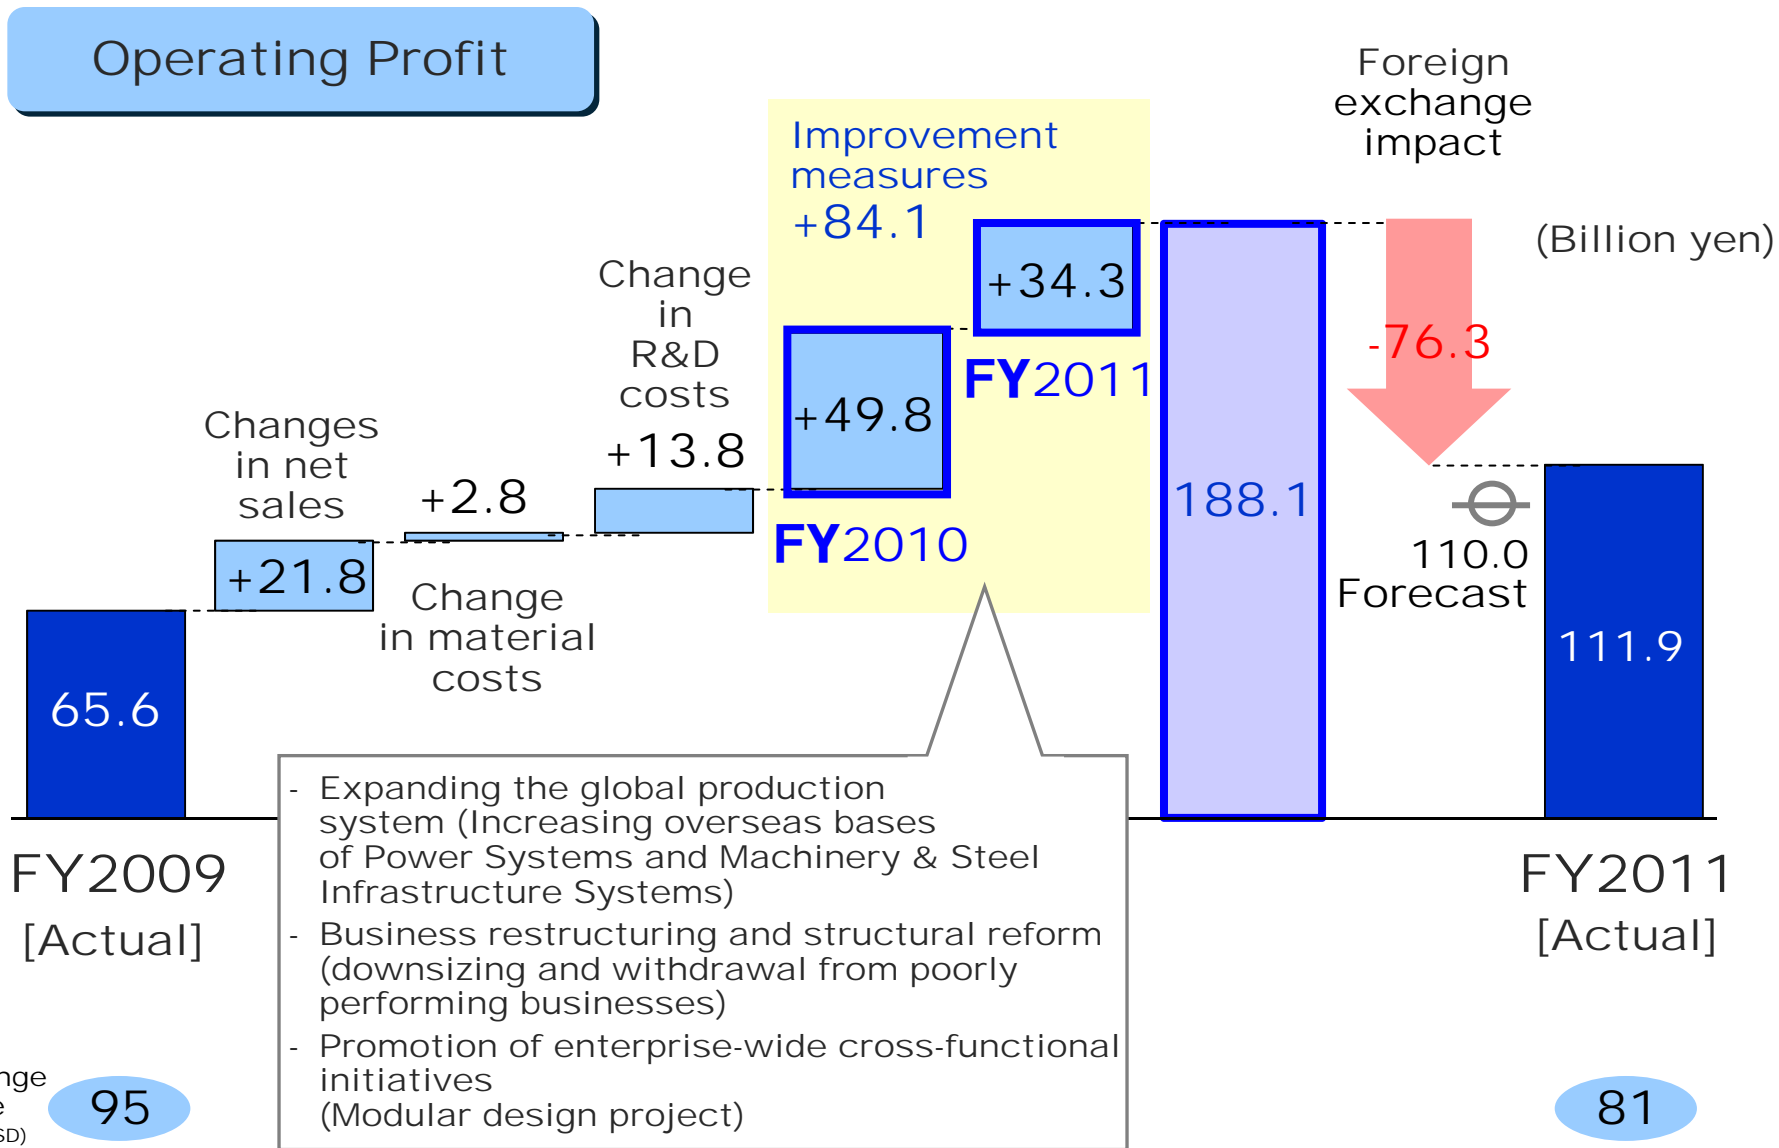 Operating Profit
Foreign
exchange
impact
(Billion yen)
Improvement
measures
+84.1
+34.3
FY2011
-76.3
Change
in
R&D
costs
+13.8
+49.8
FY2010
Changes
in net
sales
+21.8
+2.8
Change
in material
costs
188.1
110.0
Forecast
111.9
65.6
- Expanding the global production
system (Increasing overseas bases
of Power Systems and Machinery & Steel
Infrastructure Systems)
- Business restructuring and structural reform
(downsizing and withdrawal from poorly
performing businesses)
- Promotion of enterprise-wide cross-functional
initiatives
(Modular design project)
FY2009
[Actual]
FY2011
[Actual]
95
81